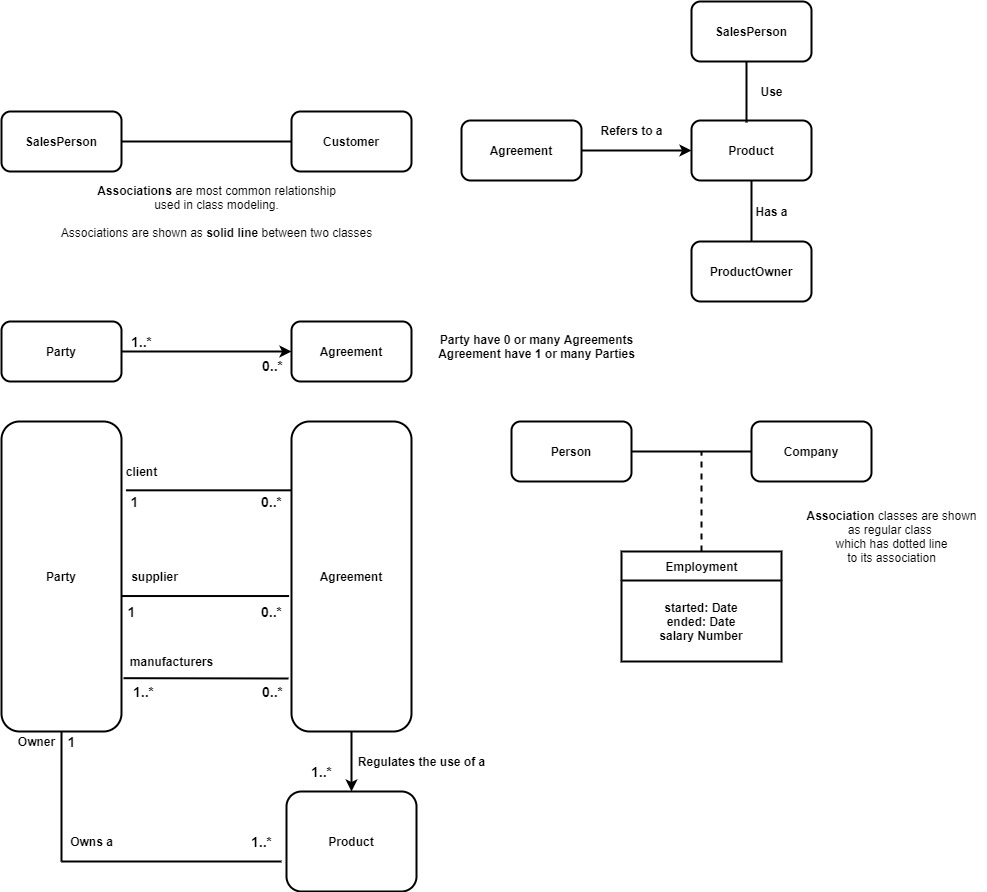 SalesPerson
Use
SalesPerson
Customer
Agreement
Refers to a
Product
Associations are most common relationship
used in class modeling.
Associations are shown as solid line between two classes
Has a
ProductOwner
Party
1..*
0..*
Agreement
Party have 0 or many Agreements
Agreement have 1 or many Parties
Party
client
1
0..*
supplier
1
0..*
manufacturers
1..*
0..*
Agreement
Person
Company
Association classes are shown
as regular class
which has dotted line
to its association
Employment
started: Date
ended: Date
salary Number
Owner
1
Regulates the use of a
1..*
Owns a
1..*
Product